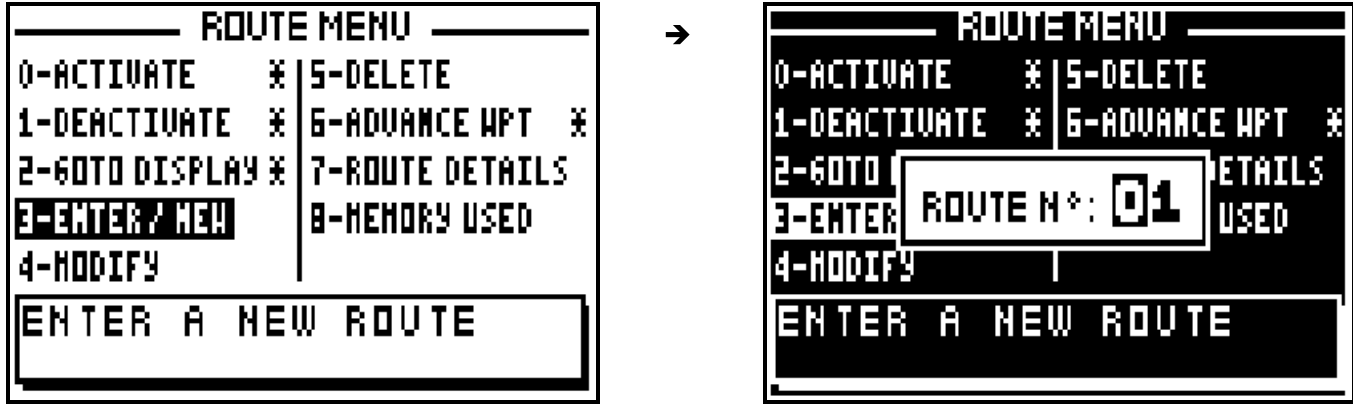 ROUTE MENU
0-ACTIVATE * 5-DELETE
1-DEACTIVATE * 6-ADVANCE WPT *
2-GOTO DISPLAY * 7-ROUTE DETAILS
3-ENTER/ NEW 8-MEMORY USED
4-MODIFY
ENTER A NEW ROUTE
➔
ROUTE MENU
0-ACTIVATE * 5-DELETE
1-DEACTIVATE * 6-ADVANCE WPT *
2-GOTO ETAILS
ROUTE N°: 01
3-ENTER USED
4-MODIFY
ENTER A NEW ROUTE